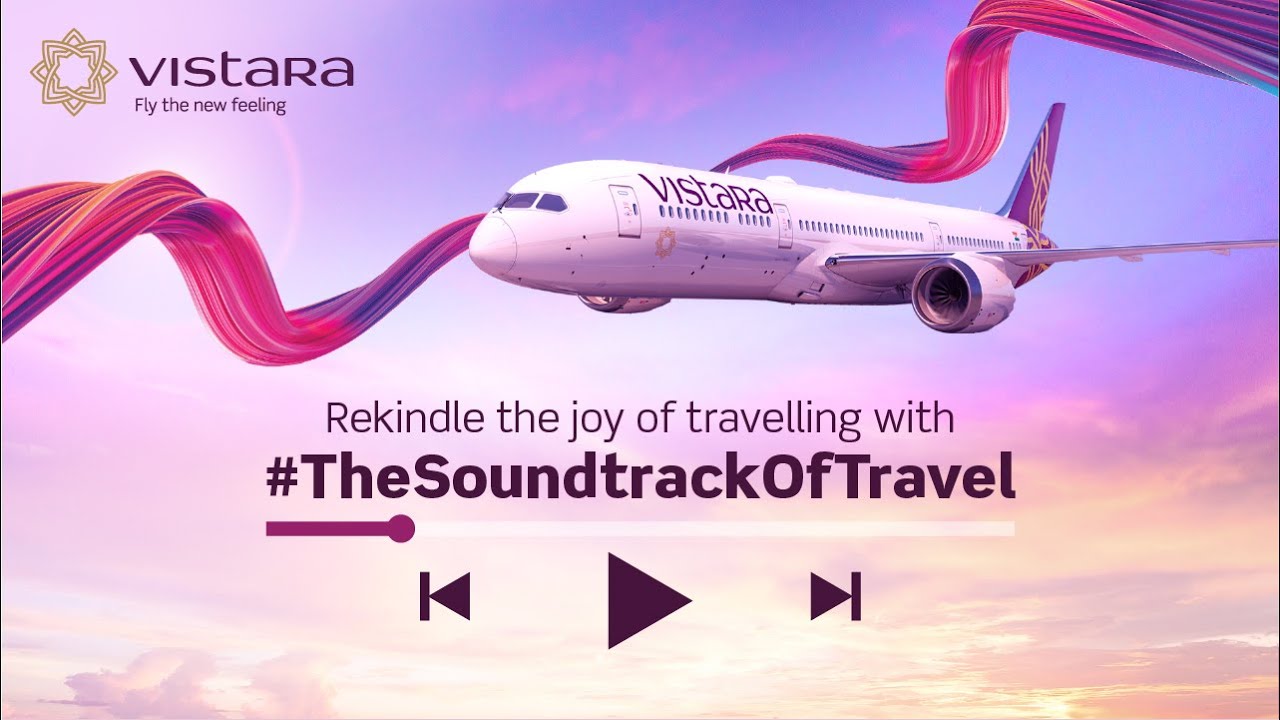 VISTARA
Fly the new feeling
VISTARA
Rekindle the joy of travelling with
#TheSoundtrackOfTravel